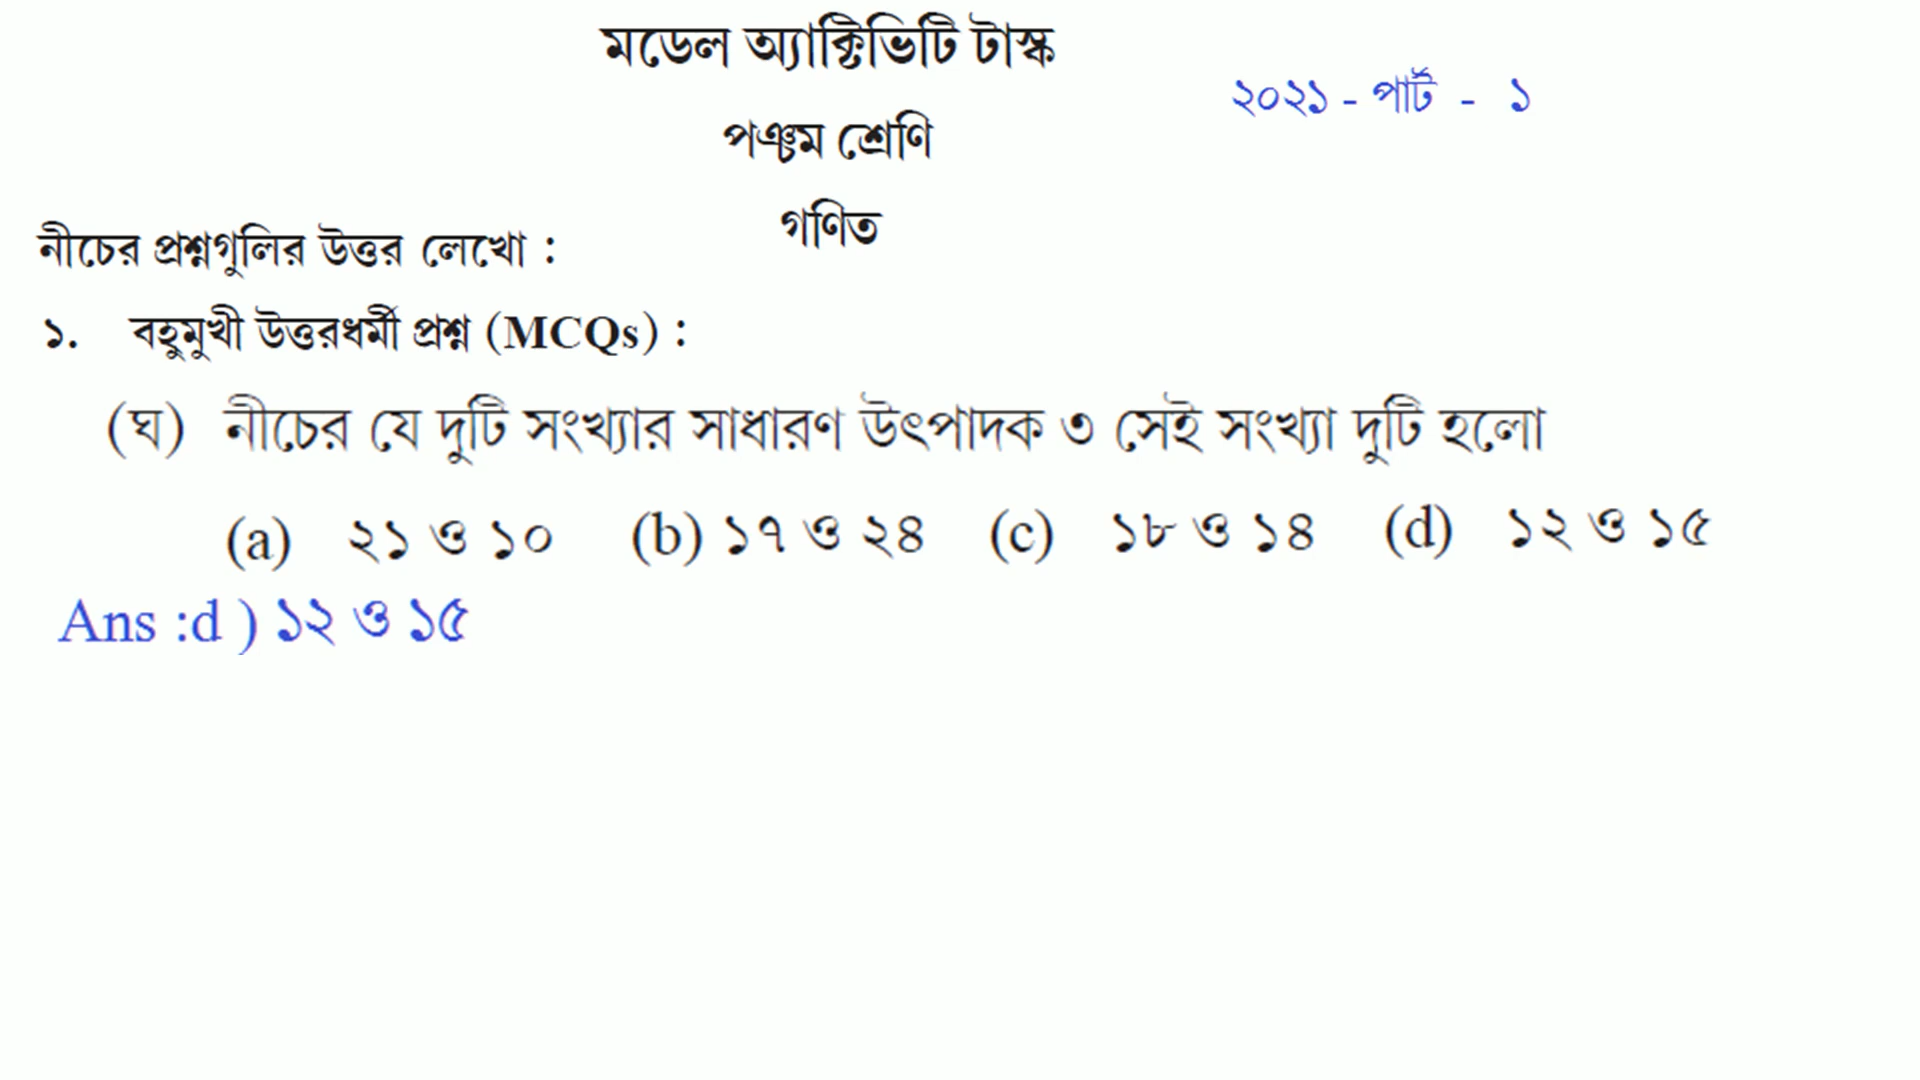 মডেল অ্যাক্টিভিটি টাস্ক
২০২১ - পার্ট - ১
পঞ্চম শ্রেণি
গণিত
নীচের প্রশ্নগুলির উত্তর লেখো :
১. বহুমুখী উত্তরধর্মী প্রশ্ন (MCQs) :
(ঘ) নীচের যে দুটি সংখ্যার সাধারণ উৎপাদক ৩ সেই সংখ্যা দুটি হলো
(a) ২১ ও ১০ (b) ১৭ ও ২৪ (c) ১৮ ও ১৪ (d) ১২ ও ১৫
Ans :d ) ১২ ও ১৫